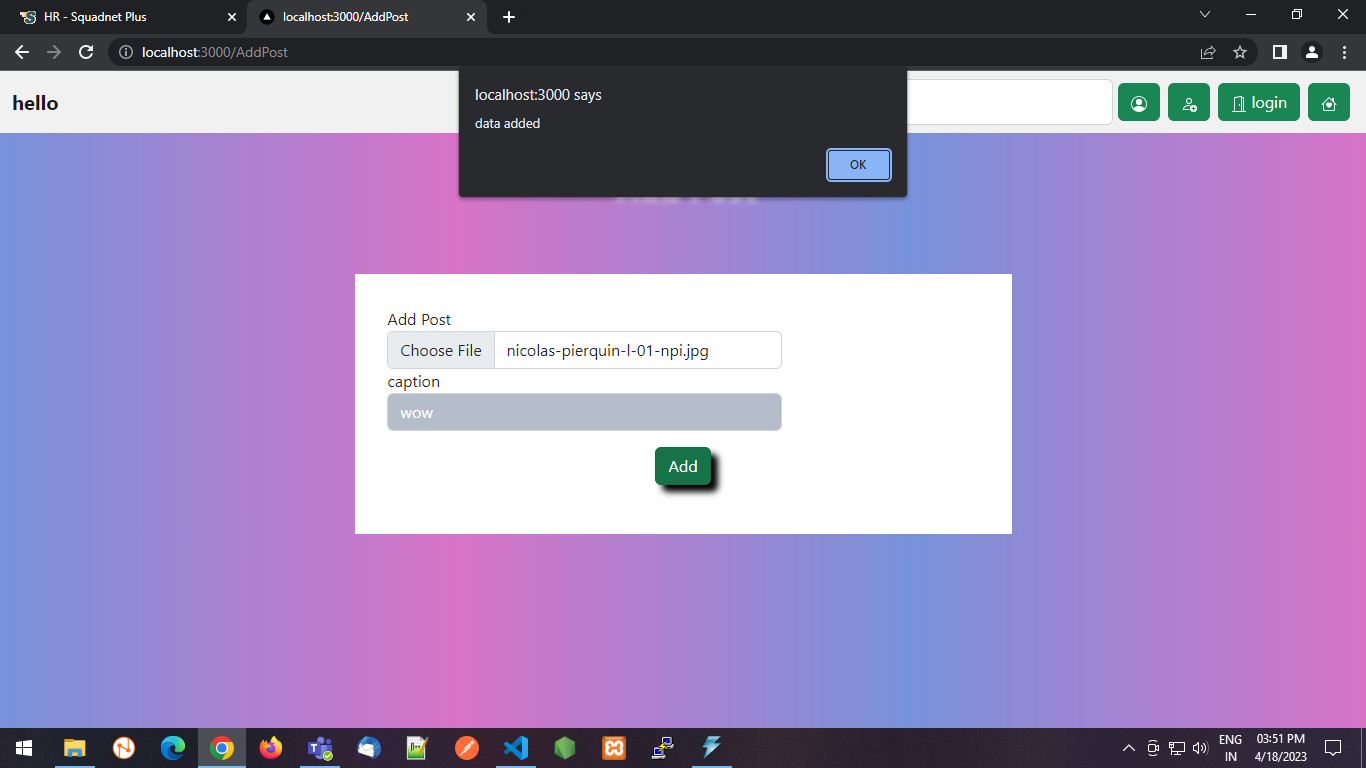 HR - Squadnet Plus
localhost:3000/AddPost
localhost:3000/AddPost
hello
localhost:3000 says
data added
OK
login
Add Post
Choose File nicolas-pierquin-l-01-npi.jpg
caption
wow
Add
ENG
IN
03:51 PM
4/18/2023